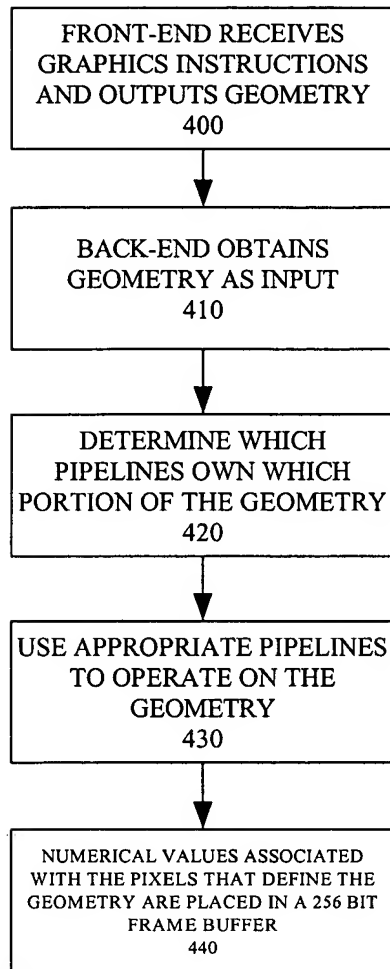 FRONT-END RECEIVES
GRAPHICS INSTRUCTIONS
AND OUTPUTS GEOMETRY
400
BACK-END OBTAINS
GEOMETRY AS INPUT
410
DETERMINE WHICH
PIPELINES OWN WHICH
PORTION OF THE GEOMETRY
420
USE APPROPRIATE PIPELINES
TO OPERATE ON THE
GEOMETRY
430
NUMERICAL VALUES ASSOCIATED
WITH THE PIXELS THAT DEFINE THE
GEOMETRY ARE PLACED IN A 256 BIT
FRAME BUFFER
440